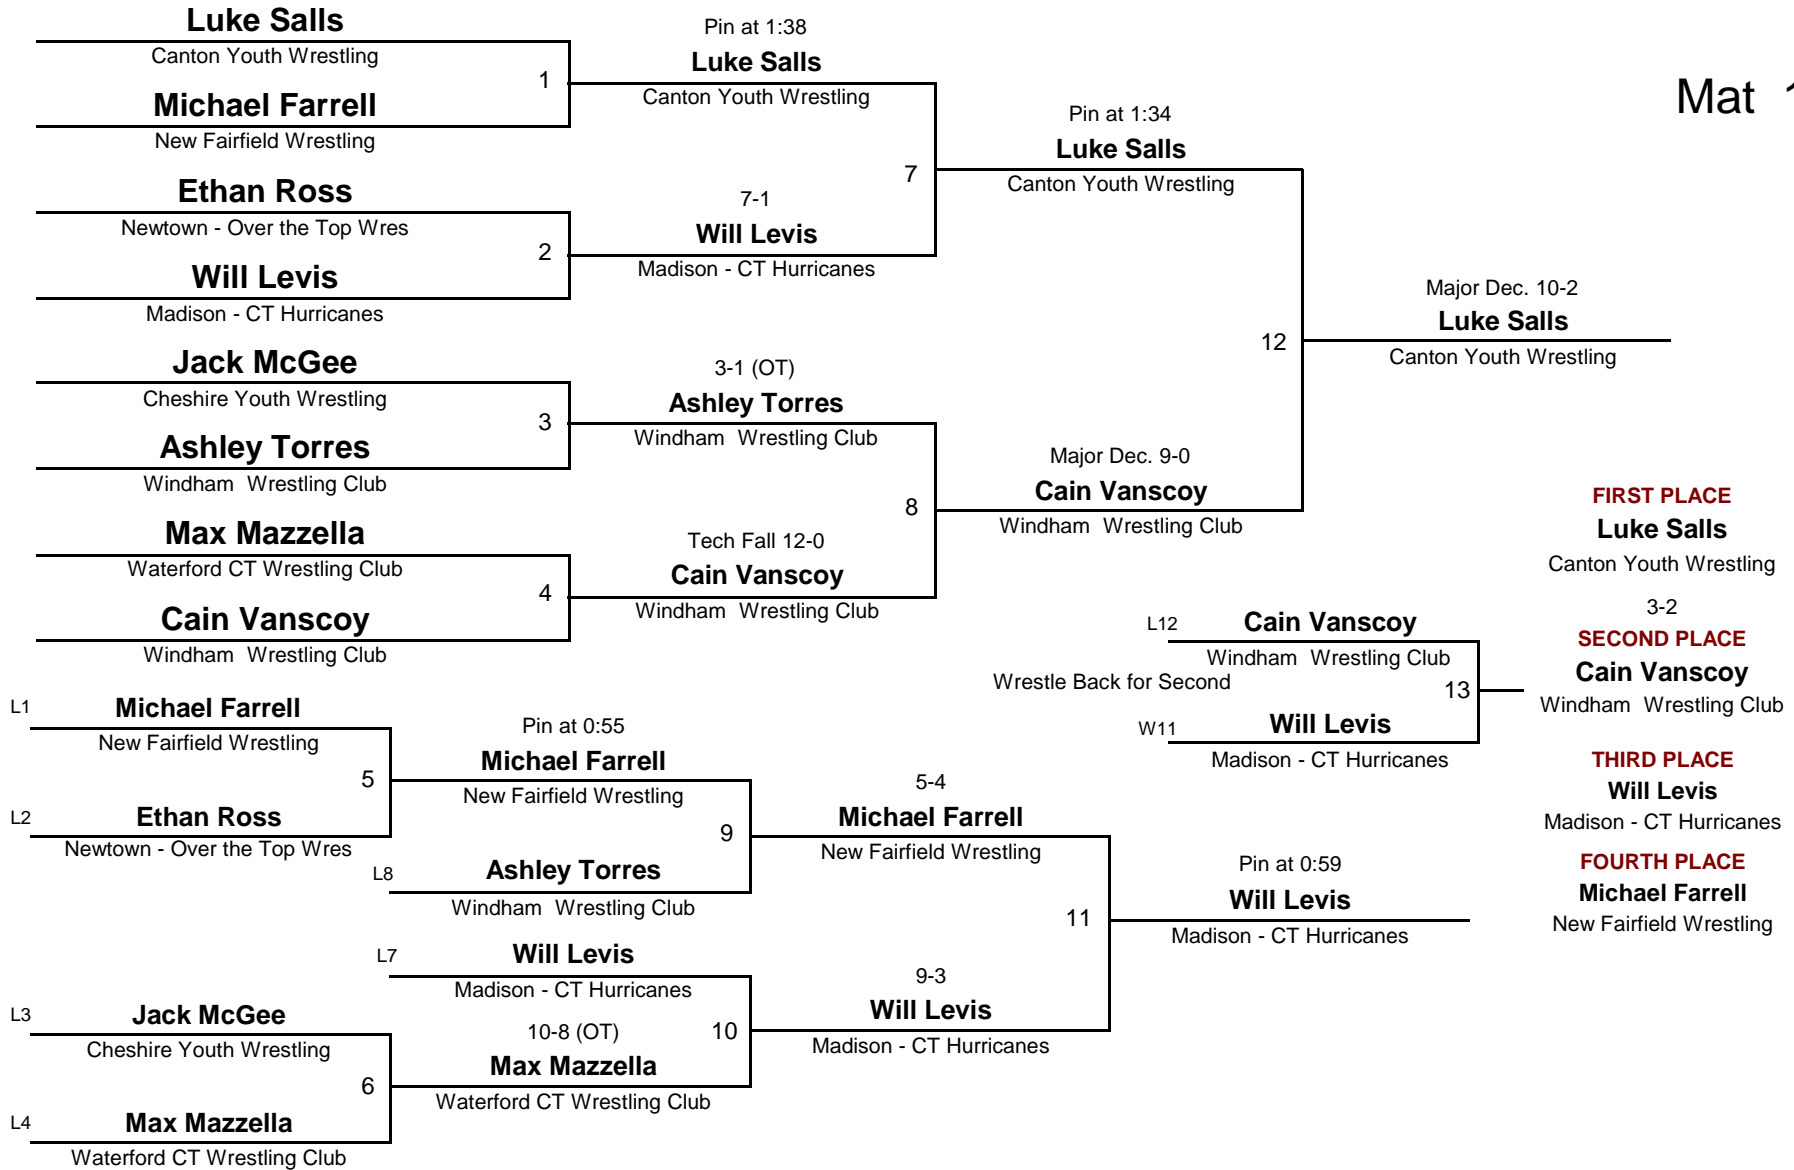 Luke Salls
Canton Youth Wrestling
1
Michael Farrell
New Fairfield Wrestling
Ethan Ross
Newtown - Over the Top Wres
2
Will Levis
Madison - CT Hurricanes
Jack McGee
Cheshire Youth Wrestling
3
Ashley Torres
Windham Wrestling Club
Max Mazzella
Waterford CT Wrestling Club
4
Cain Vanscoy
Windham Wrestling Club
Pin at 1:38
Luke Salls
Canton Youth Wrestling
7
7-1
Will Levis
Madison - CT Hurricanes
3-1 (OT)
Ashley Torres
Windham Wrestling Club
8
Tech Fall 12-0
Cain Vanscoy
Windham Wrestling Club
Pin at 1:34
Luke Salls
Canton Youth Wrestling
12
Major Dec. 9-0
Cain Vanscoy
Windham Wrestling Club
Mat
Major Dec. 10-2
Luke Salls
Canton Youth Wrestling
L12
Cain Vanscoy
Windham Wrestling Club
Wrestle Back for Second
13
W11
Will Levis
Madison - CT Hurricanes
FIRST PLACE
Luke Salls
Canton Youth Wrestling
3-2
SECOND PLACE
Cain Vanscoy
Windham Wrestling Club
THIRD PLACE
Will Levis
Madison - CT Hurricanes
FOURTH PLACE
Michael Farrell
New Fairfield Wrestling
L1
Michael Farrell
New Fairfield Wrestling
5
L2
Ethan Ross
Newtown - Over the Top Wres
Pin at 0:55
Michael Farrell
New Fairfield Wrestling
9
L8
Ashley Torres
Windham Wrestling Club
L7
Will Levis
Madison - CT Hurricanes
10-8 (OT)
10
Max Mazzella
Waterford CT Wrestling Club
L3
Jack McGee
Cheshire Youth Wrestling
6
L4
Max Mazzella
Waterford CT Wrestling Club
5-4
Michael Farrell
New Fairfield Wrestling
11
9-3
Will Levis
Madison - CT Hurricanes
Pin at 0:59
Will Levis
Madison - CT Hurricanes